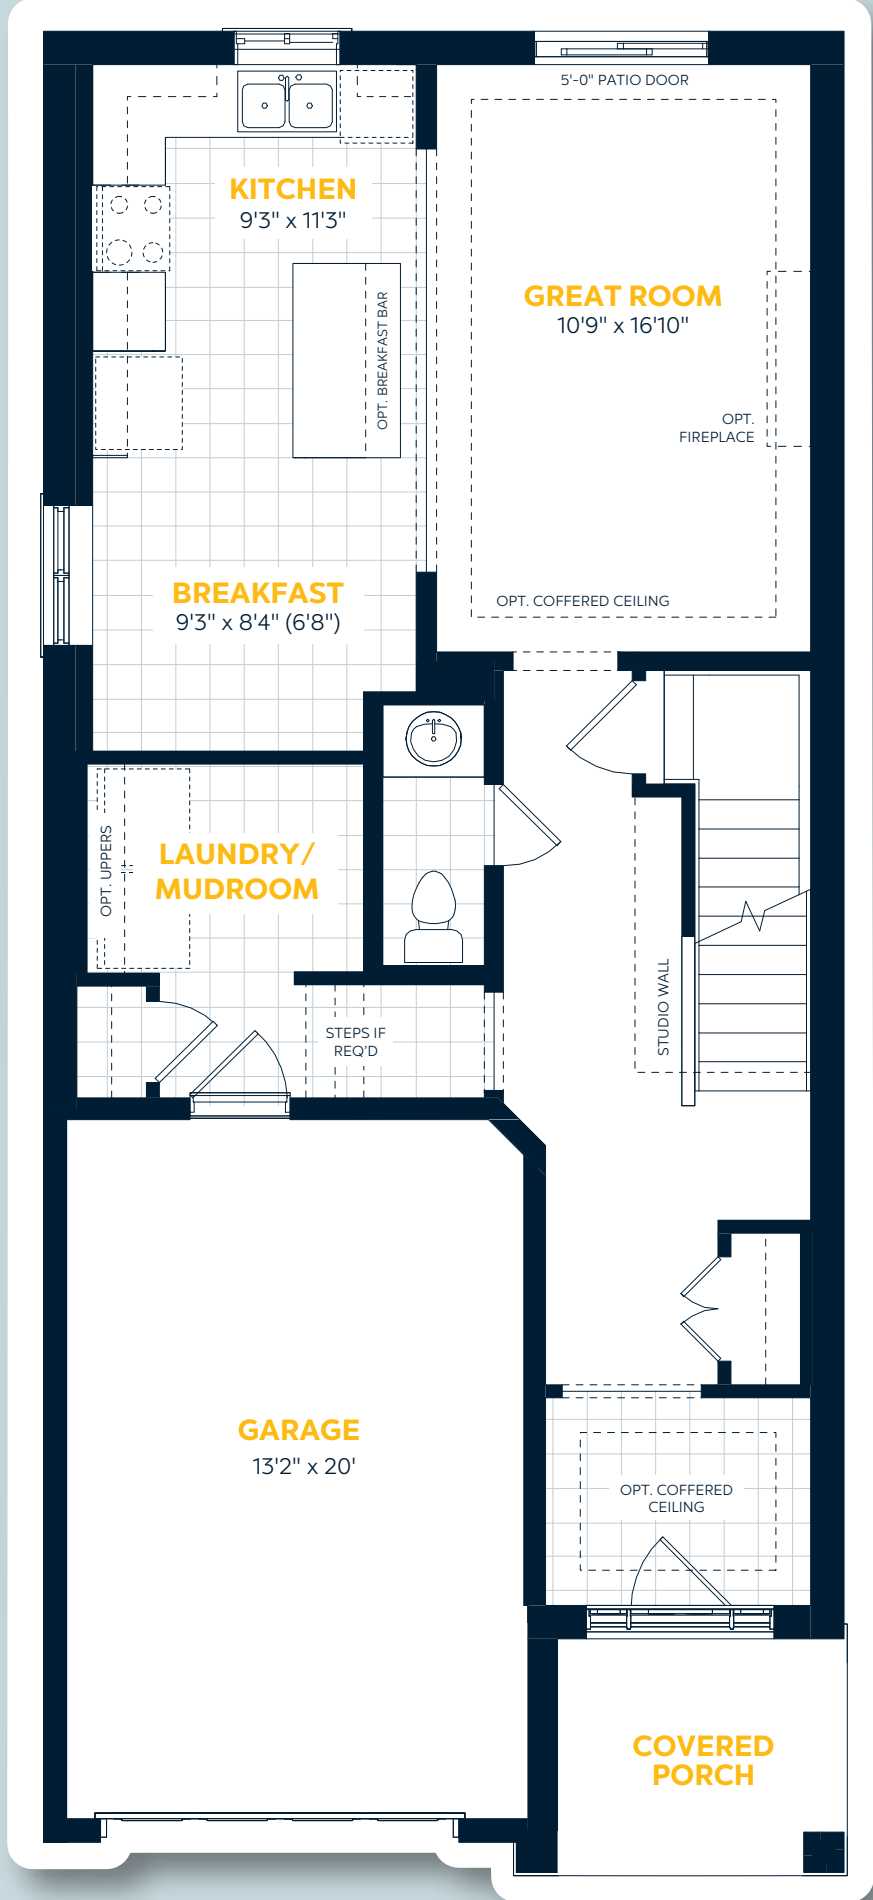 5'-0" PATIO DOOR
KITCHEN
9'3" x 11'3"
GREAT ROOM
10'9" x 16'10"
OPT. BREAKFAST BAR
OPT.
FIREPLACE
BREAKFAST
9'3" x 8'4" (6'8")
OPT. COFFERED CEILING
OPT. UPPERS
LAUNDRY/
MUDROOM
STUDIO WALL
STEPS IF
REQ'D
GARAGE
13'2" x 20'
OPT. COFFERED
CEILING
COVERED
PORCH